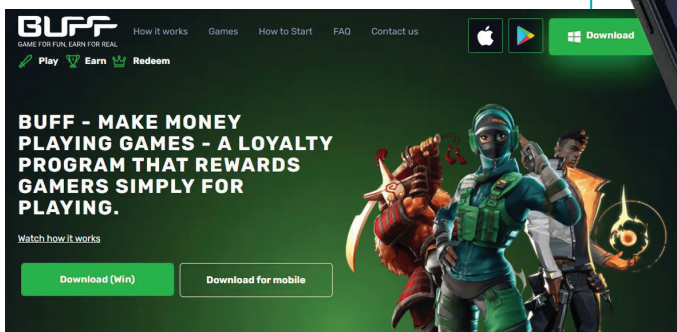 BUFF
GAME FOR FUN, EARN FOR REAL
How it works Games How to Start FAQ Contact us
Download
Play Earn Redeem
BUFF - MAKE MONEY
PLAYING GAMES - A LOYALTY
PROGRAM THAT REWARDS
GAMERS SIMPLY FOR
PLAYING.
Watch how it works
Download (Win) Download for mobile